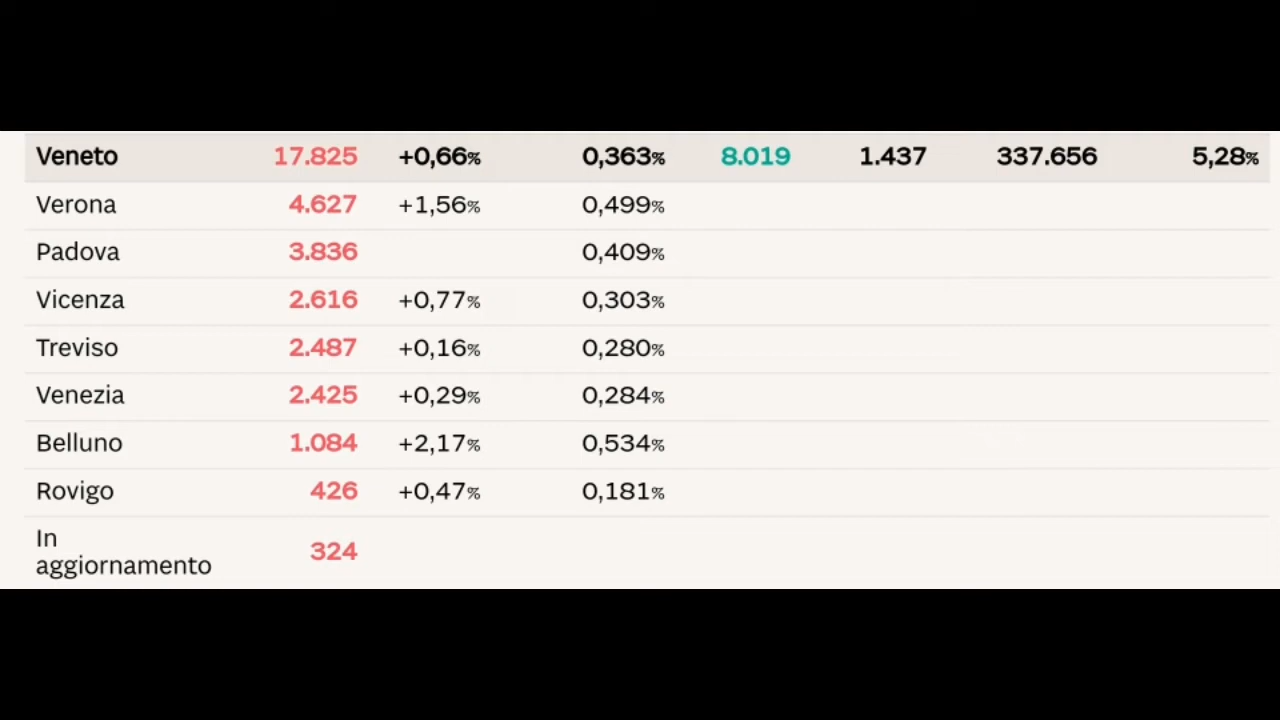 Veneto 17.825 +0,66% 0,363% 8.019 1.437 337.656 5,28%
Verona 4.627 +1,56% 0,499%
Padova 3.836 0,409%
Vicenza 2.616 +0,77% 0,303%
Treviso 2.487 +0,16% 0,280%
Venezia 2.425 +0,29% 0,284%
Belluno 1.084 +2,17% 0,534%
Rovigo 426 +0,47% 0,181%
In
aggiornamento 324